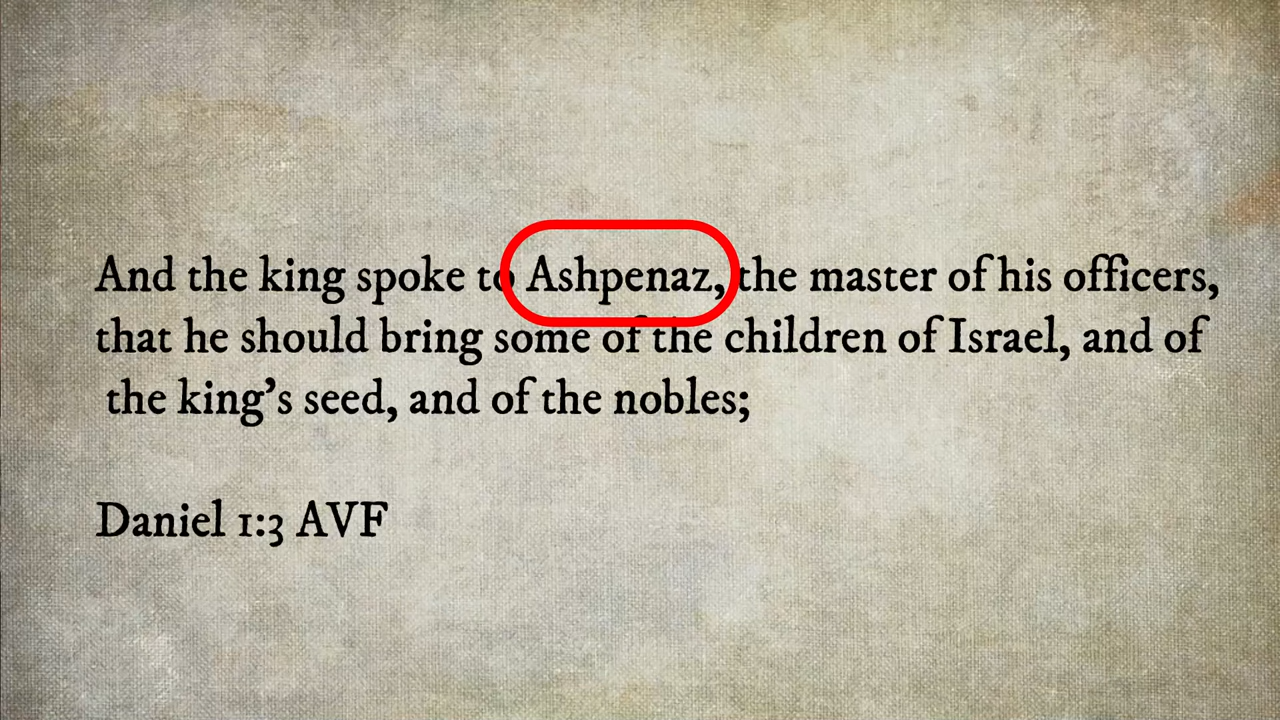 And the king spoke to Ashpenaz, the master of his officers,
that he should bring some of the children of Israel, and of
the king’s seed, and of the nobles;
Daniel 1:3 AVF